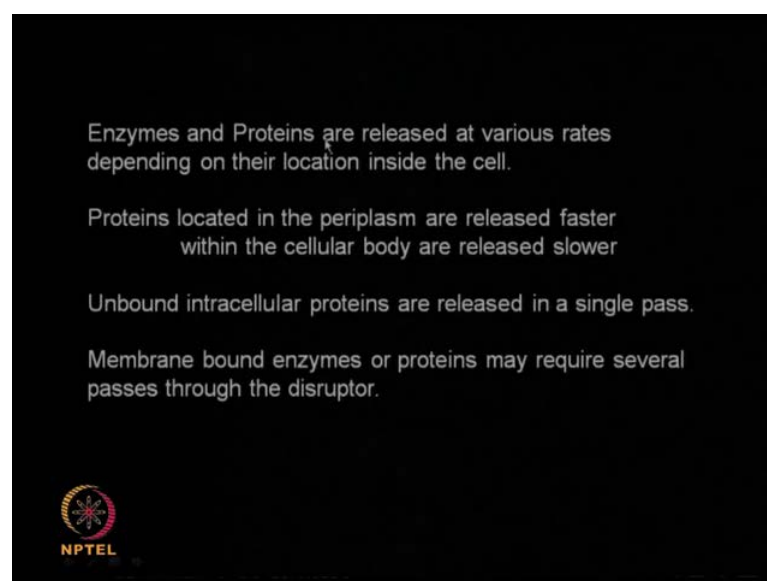 Enzymes and Proteins are released at various rates
depending on their location inside the cell.
Proteins located in the periplasm are released faster
within the cellular body are released slower
Unbound intracellular proteins are released in a single pass.
Membrane bound enzymes or proteins may require several
passes through the disruptor.
NPTEL